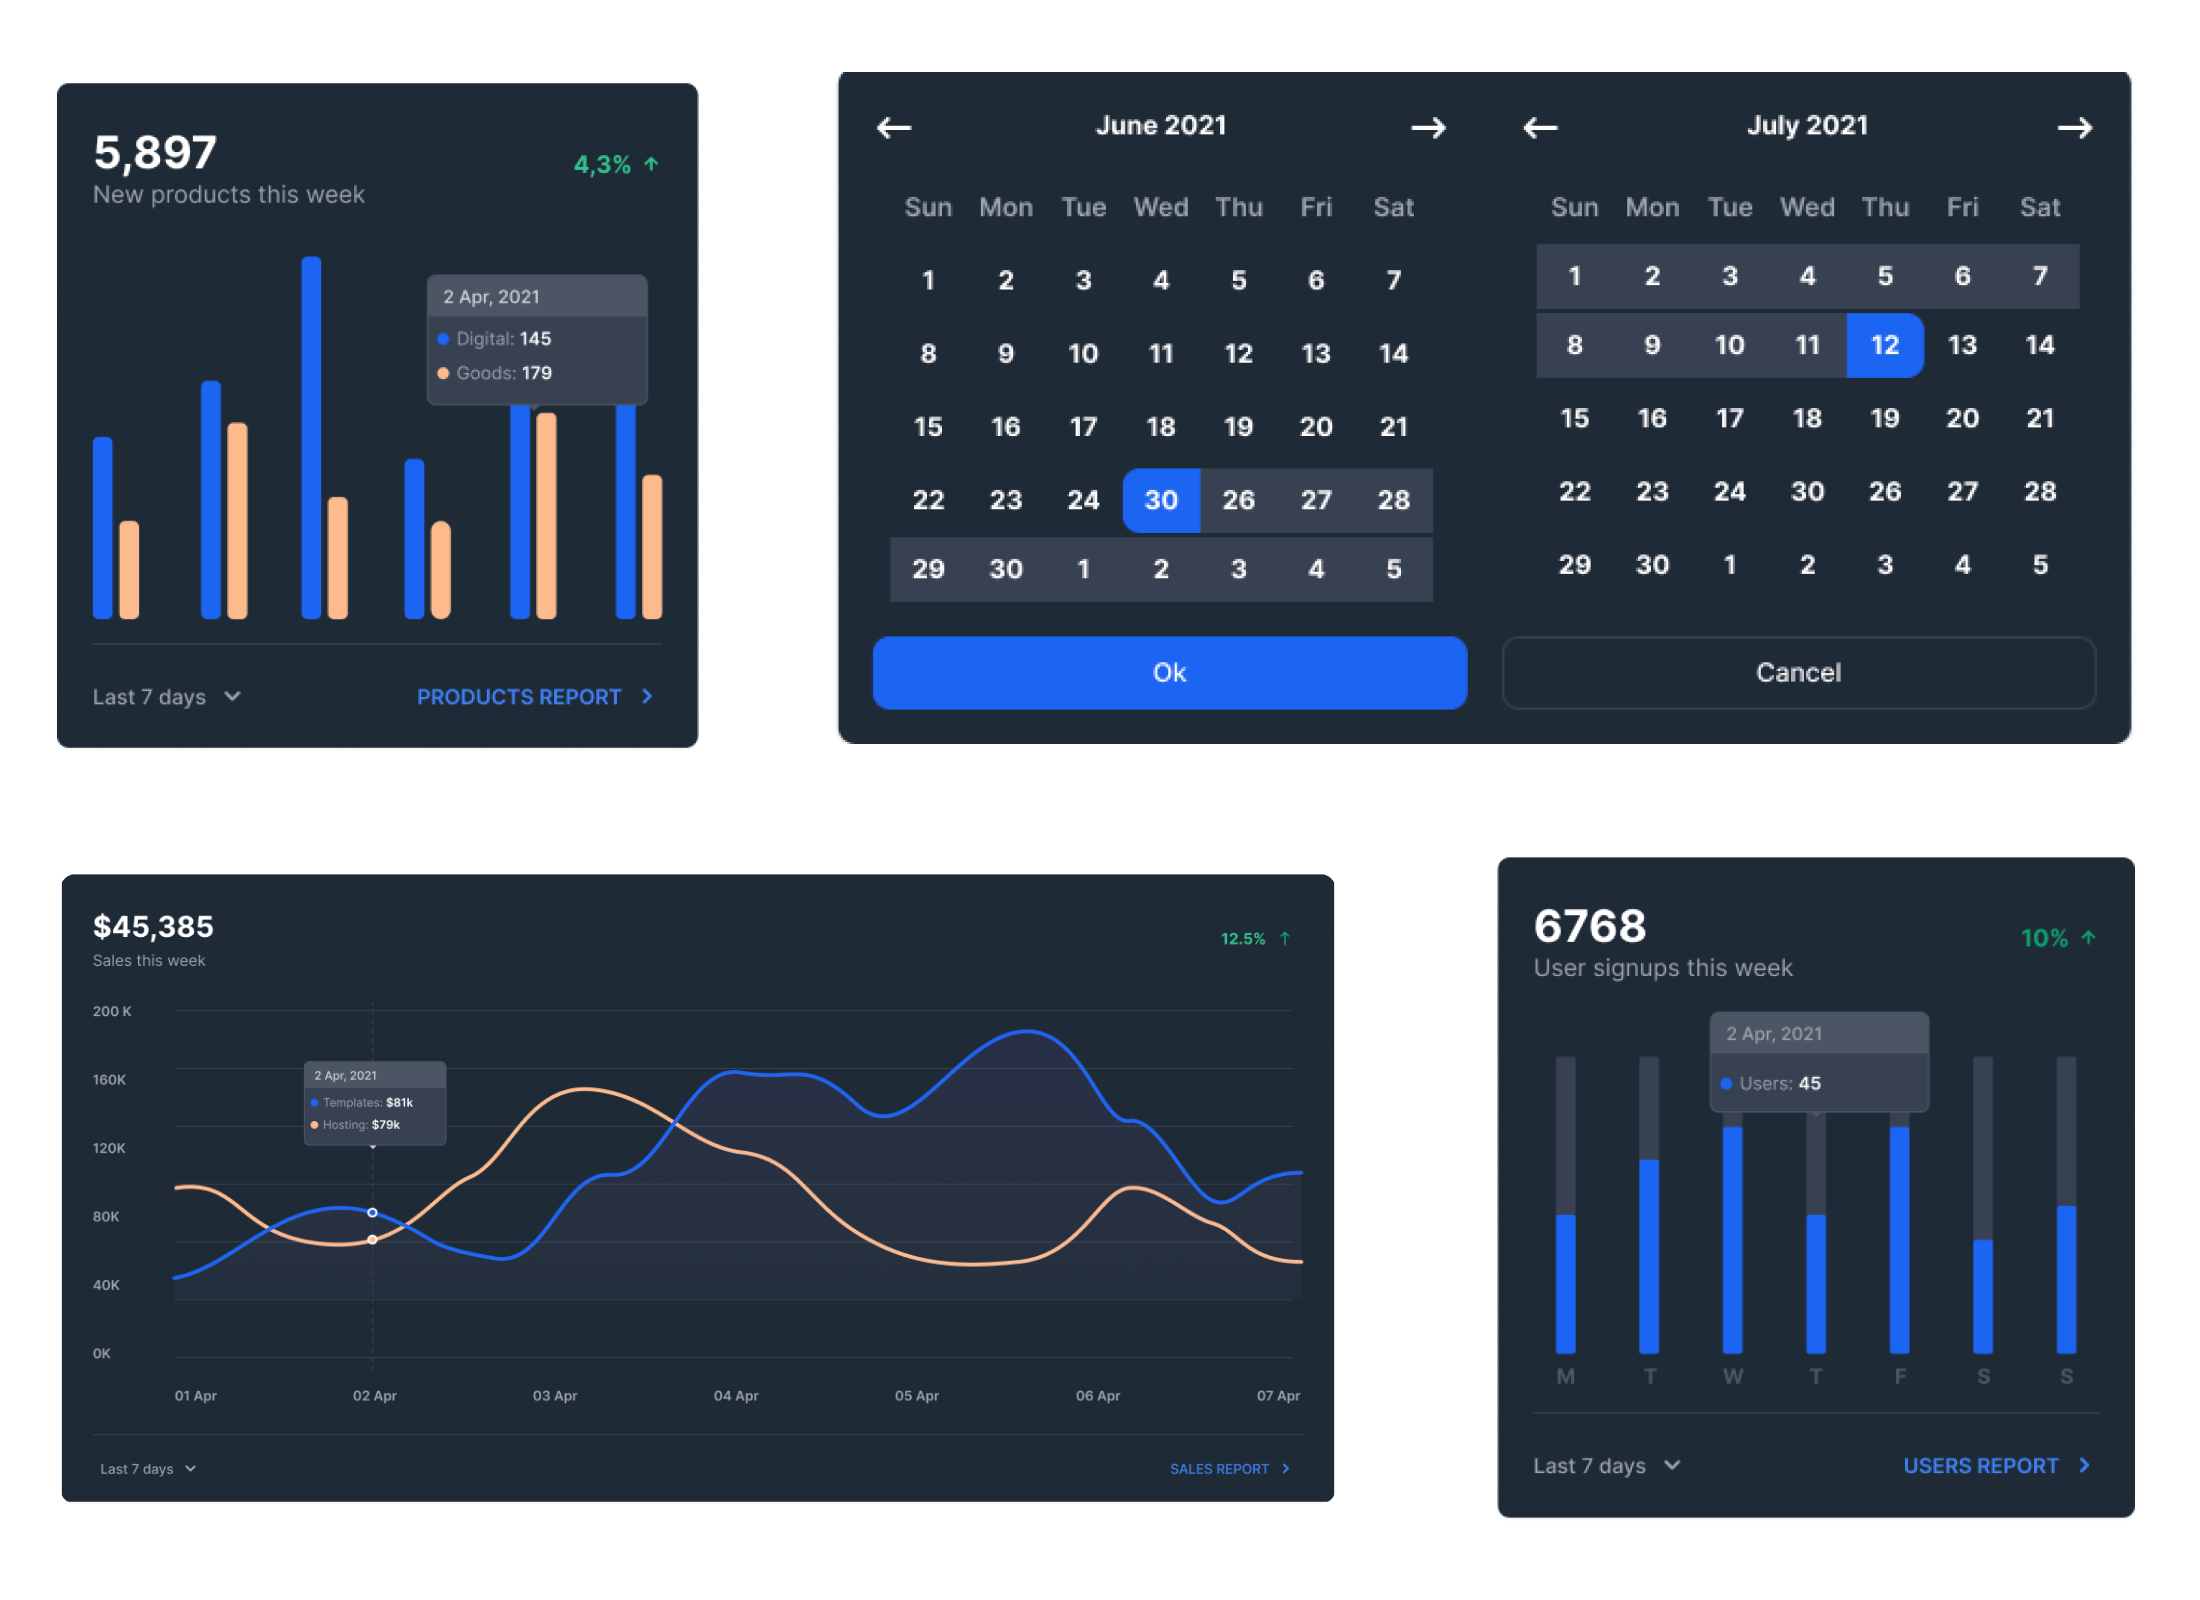 5,897
4,3%
New products this week
2 Apr, 2021
Digital: 145
Goods: 179
Last 7 days
PRODUCTS REPORT
June 2021
Sun Mon Tue Wed Thu Fri Sat
1 2 3 4 5 6 7
8 9 10 11 12 13 14
15 16 17 18 19 20 21
22 23 24 30 26 27 28
29 30 1 2 3 4 5
July 2021
Sun Mon Tue Wed Thu Fri Sat
1 2 3 4 5 6 7
8 9 10 11 12 13 14
15 16 17 18 19 20 21
22 23 24 30 26 27 28
29 30 1 2 3 4 5
Ok
Cancel
$45,385
12.5%
Sales this week
200 K
160K
120K
80K
40K
0K
2 Apr, 2021
Templates: $81k
Hosting: $79k
01 Apr 02 Apr 03 Apr 04 Apr 05 Apr 06 Apr 07 Apr
Last 7 days
SALES REPORT
6768
10%
User signups this week
2 Apr, 2021
Users: 45
M T W T F S S
Last 7 days
USERS REPORT